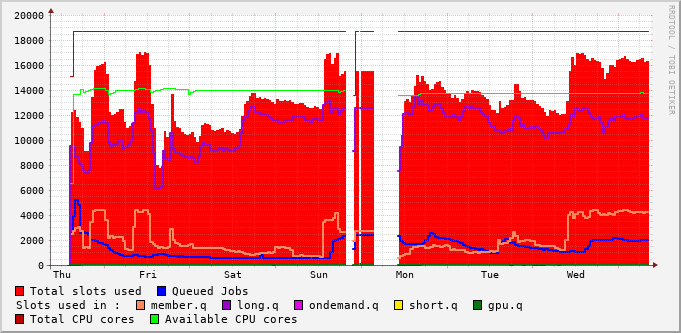 RRDTOOL / TOBI OETIKER
20000
18000
16000
14000
12000
10000
8000
6000
4000
2000
0
Thu Fri Sat Sun Mon Tue Wed
Total slots used Queued Jobs
Slots used in : member.q long.q ondemand.q short.q gpu.q
Total CPU cores Available CPU cores